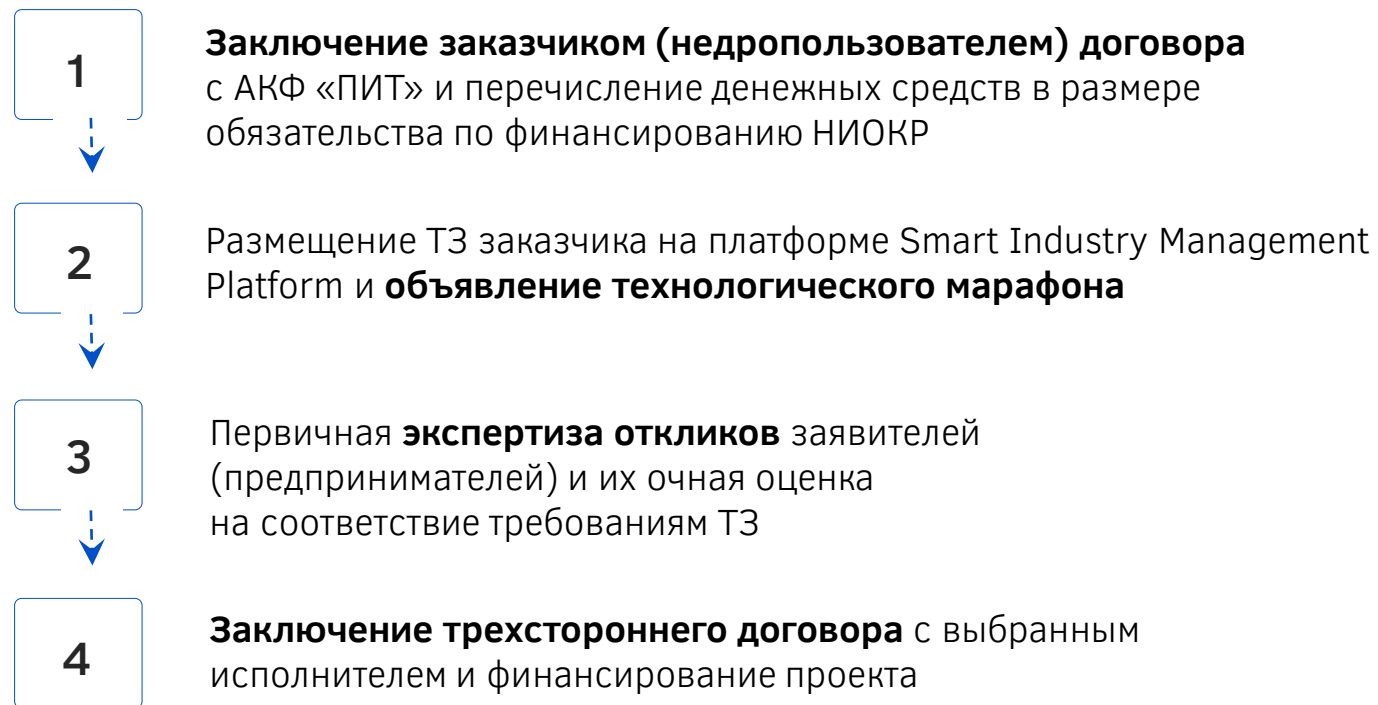 1
Заключение заказчиком (недропользователем) договора
с АКФ «ПИТ» и перечисление денежных средств в размере
обязательства по финансированию НИОКР
2
Размещение ТЗ заказчика на платформе Smart Industry Management
Platform и объявление технологического марафона
3
Первичная экспертиза откликов заявителей
(предпринимателей) и их очная оценка
на соответствие требованиям ТЗ
4
Заключение трехстороннего договора с выбранным
исполнителем и финансирование проекта